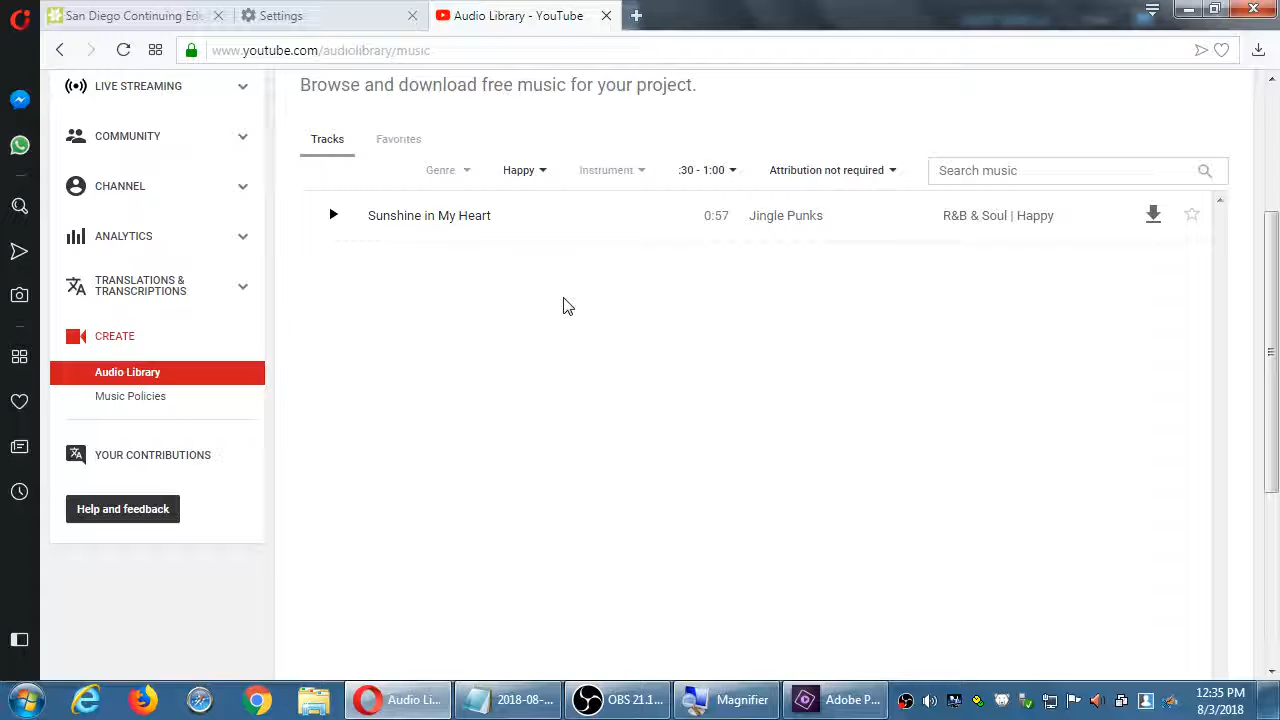 San Diego Continuing Ed
Settings
Audio Library - YouTube
www.youtube.com/audiolibrary/music
LIVE STREAMING
COMMUNITY
CHANNEL
ANALYTICS
TRANSLATIONS &
TRANSCRIPTIONS
CREATE
Audio Library
Music Policies
YOUR CONTRIBUTIONS
Help and feedback
Browse and download free music for your project.
Tracks Favorites
Genre Happy Instrument :30 - 1:00 Attribution not required Search music
Sunshine in My Heart 0:57 Jingle Punks R&B & Soul | Happy
Audio Li... 2018-08-... OBS 21.1... Magnifier Adobe P... 12:35 PM
8/3/2018